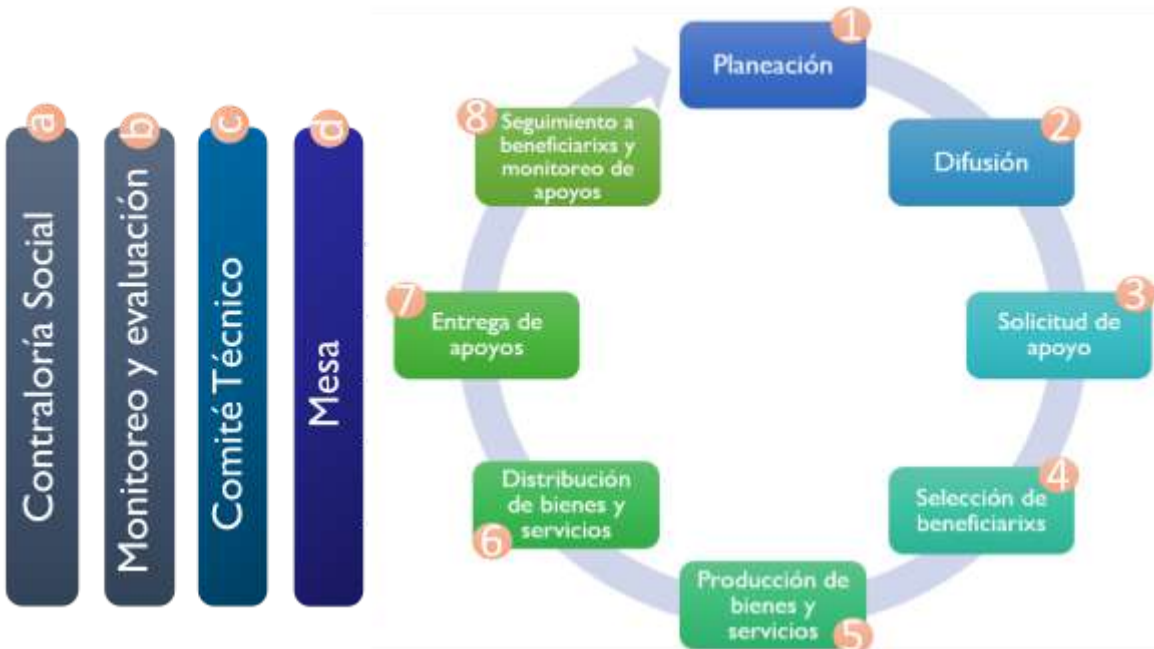 a
Contraloría Social
b
Monitoreo y evaluación
c
Comité Técnico
d
Mesa
1
Planeación
2
Difusión
3
Solicitud de
apoyo
4
Selección de
beneficiarixs
Producción de
bienes y
servicios
5
Distribución
de bienes y
servicios
6
7
Entrega de
apoyos
8
Seguimiento a
beneficiarixs y
monitoreo de
apoyos